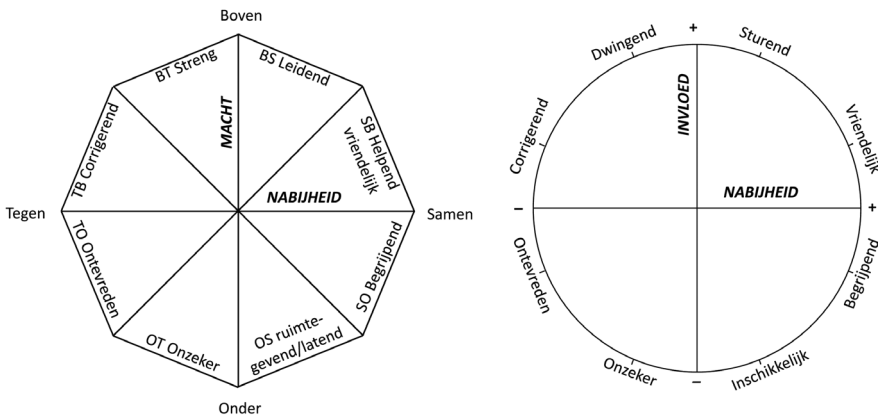 Boven
BT Streng
BS Leidend
MACHT
TB Corrigerend
SB Helpend
vriendelijk
NABIJHEID
Tegen
Samen
TO Ontevreden
SO Begrijpend
OT Onzeker
OS ruimte-
gevend/latend
Onder
+
Dwingend
Sturend
INVLOED
Corrigerend
Vriendelijk
NABIJHEID
–
+
Ontevreden
Begrijpend
Onzeker
–
Inschikkelijk